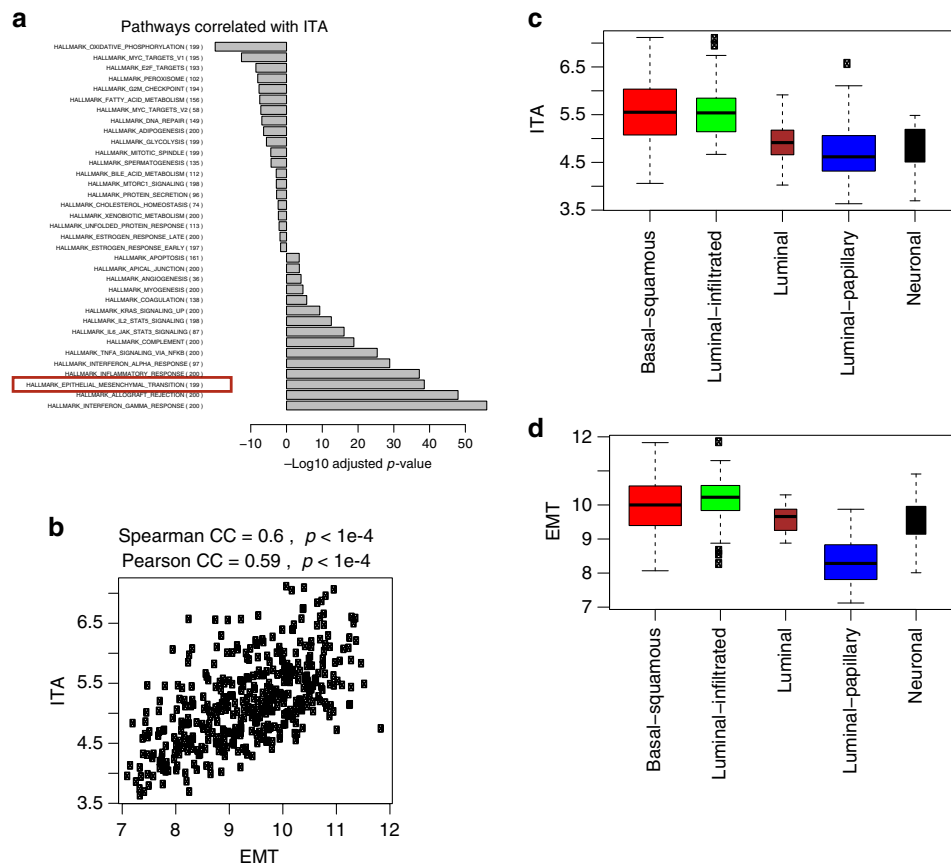 a
Pathways correlated with ITA
HALLMARK_OXIDATIVE_PHOSPHORYLATION ( 199 )
HALLMARK_MYC_TARGETS_V1 ( 195 )
HALLMARK_E2F_TARGETS ( 193 )
HALLMARK_PEROXISOME ( 102 )
HALLMARK_G2M_CHECKPOINT ( 194 )
HALLMARK_FATTY_ACID_METABOLISM ( 156 )
HALLMARK_MYC_TARGETS_V2 ( 58 )
HALLMARK_DNA_REPAIR ( 149 )
HALLMARK_ADIPOGENESIS ( 200 )
HALLMARK_GLYCOLYSIS ( 199 )
HALLMARK_MITOTIC_SPINDLE ( 199 )
HALLMARK_SPERMATOGENESIS ( 135 )
HALLMARK_BILE_ACID_METABOLISM ( 112 )
HALLMARK_MTORC1_SIGNALING ( 198 )
HALLMARK_PROTEIN_SECRETION ( 96 )
HALLMARK_CHOLESTEROL_HOMEOSTASIS ( 74 )
HALLMARK_XENOBIOTIC_METABOLISM ( 200 )
HALLMARK_UNFOLDED_PROTEIN_RESPONSE ( 113 )
HALLMARK_ESTROGEN_RESPONSE_LATE ( 200 )
HALLMARK_ESTROGEN_RESPONSE_EARLY ( 197 )
HALLMARK_APOPTOSIS ( 161 )
HALLMARK_APICAL_JUNCTION ( 200 )
HALLMARK_ANGIOGENESIS ( 36 )
HALLMARK_MYOGENESIS ( 200 )
HALLMARK_COAGULATION ( 138 )
HALLMARK_KRAS_SIGNALING_UP ( 200 )
HALLMARK_IL2_STAT5_SIGNALING ( 198 )
HALLMARK_IL6_JAK_STAT3_SIGNALING ( 87 )
HALLMARK_COMPLEMENT ( 200 )
HALLMARK_TNFA_SIGNALING_VIA_NFKB ( 200 )
HALLMARK_INTERFERON_ALPHA_RESPONSE ( 97 )
HALLMARK_INFLAMMATORY_RESPONSE ( 200 )
HALLMARK_EPITHELIAL_MESENCHYMAL_TRANSITION ( 199 )
HALLMARK_ALLOGRAFT_REJECTION ( 200 )
HALLMARK_INTERFERON_GAMMA_RESPONSE ( 200 )
−10 0 10 20 30 40 50
−Log10 adjusted p-value
b
Spearman CC = 0.6 , p < 1e-4
Pearson CC = 0.59 , p < 1e-4
ITA
6.5
5.5
4.5
3.5
7 8 9 10 11 12
EMT
c
ITA
6.5
5.5
4.5
3.5
Basal−squamous
Luminal−infiltrated
Luminal
Luminal−papillary
Neuronal
d
EMT
12
11
10
9
8
7
Basal−squamous
Luminal−infiltrated
Luminal
Luminal−papillary
Neuronal